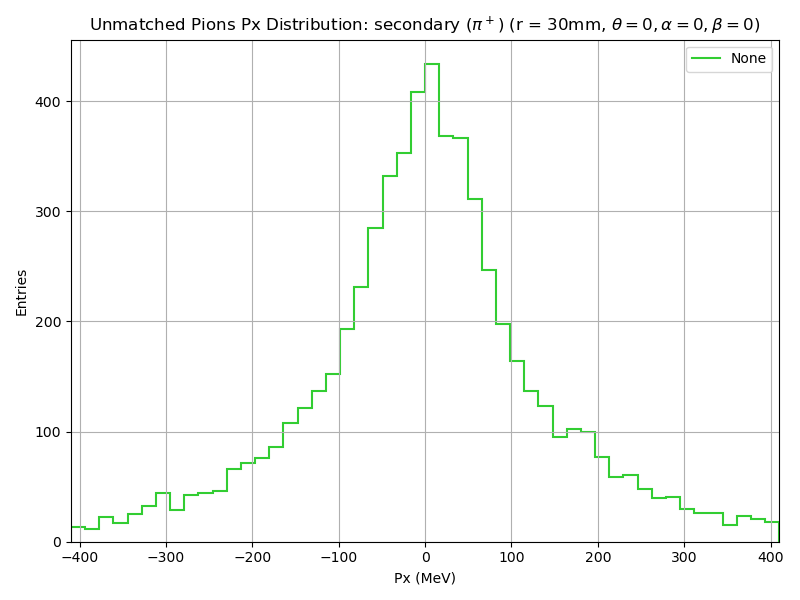 Unmatched Pions Px Distribution: secondary (π⁺) (r = 30mm, θ = 0, α = 0, β = 0)
None
Entries
400
300
200
100
0
−400 −300 −200 −100 0 100 200 300 400
Px (MeV)